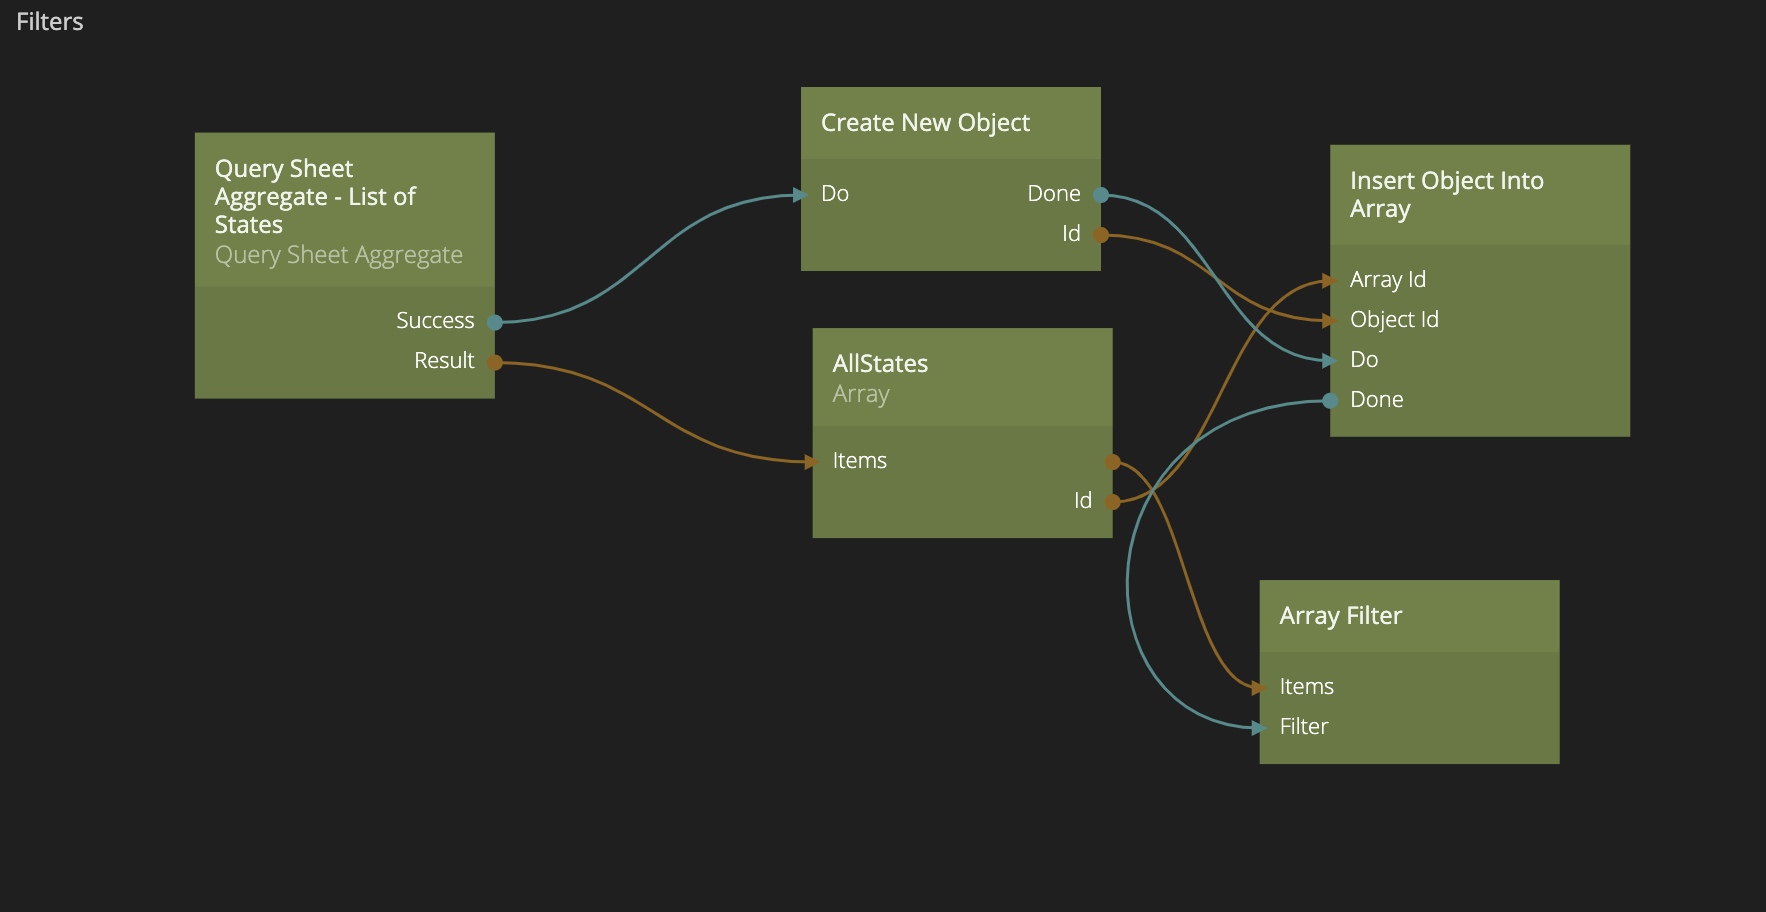 Filters
Query Sheet
Aggregate - List of
States
Query Sheet Aggregate
Success
Result
Create New Object
Do
Done
Id
AllStates
Array
Items
Id
Insert Object Into
Array
Array Id
Object Id
Do
Done
Array Filter
Items
Filter